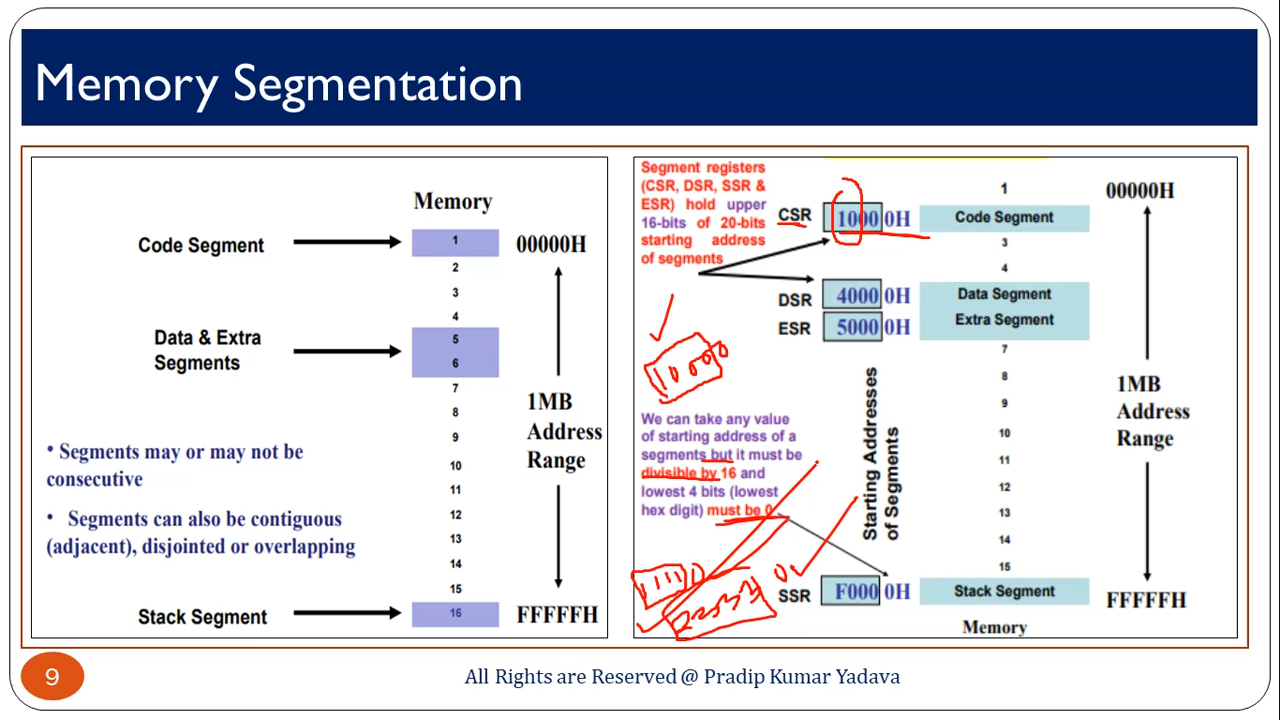 Memory Segmentation
Memory
Code Segment
1
00000H
2
3
4
Data & Extra
Segments
5
6
7
8
9
10
11
12
13
14
15
1MB
Address
Range
• Segments may or may not be
consecutive
• Segments can also be contiguous
(adjacent), disjointed or overlapping
Stack Segment
16
FFFFFH
Segment registers
(CSR, DSR, SSR &
ESR) hold upper
16-bits of 20-bits
starting address
of segments
CSR
1000 0H
DSR
4000 0H
ESR
5000 0H
10000
We can take any value
of starting address of a
segments but it must be
divisible by 16 and
lowest 4 bits (lowest
hex digit) must be 0
Starting Addresses
of Segments
SSR
F000 0H
1
Code Segment
3
4
Data Segment
Extra Segment
7
8
9
10
11
12
13
14
15
Stack Segment
Memory
00000H
1MB
Address
Range
FFFFFH
9
All Rights are Reserved @ Pradip Kumar Yadava